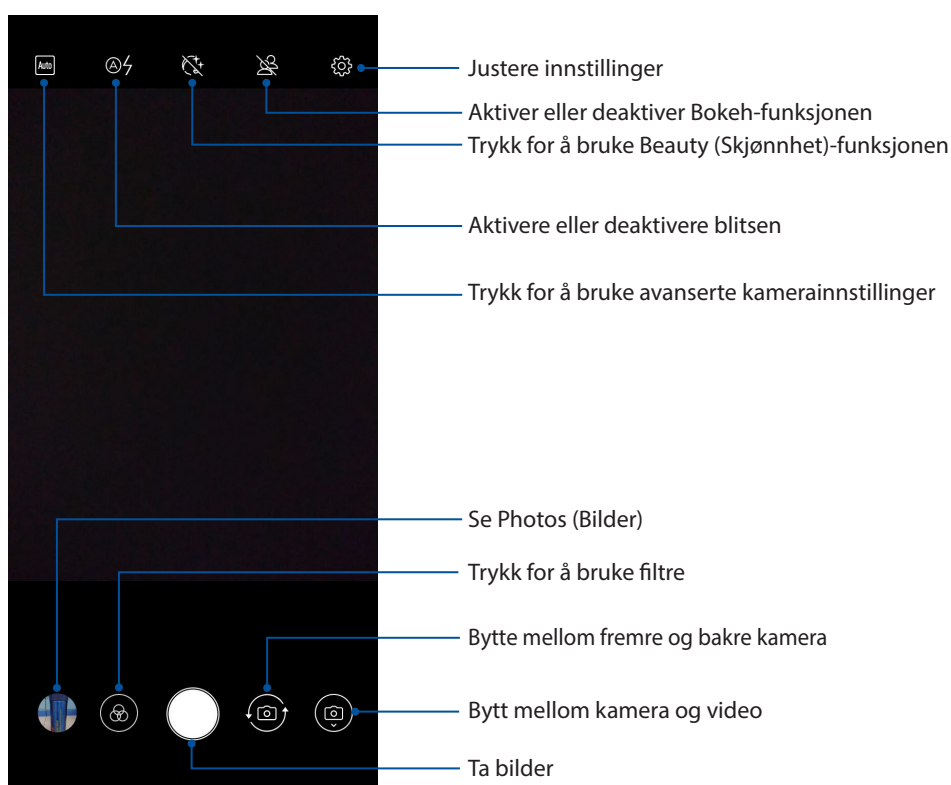 Auto
A
Justere innstillinger
Aktiver eller deaktiver Bokeh-funksjonen
Trykk for å bruke Beauty (Skjønnhet)-funksjonen
Aktivere eller deaktivere blitsen
Trykk for å bruke avanserte kamerainnstillinger
Se Photos (Bilder)
Trykk for å bruke filtre
Bytte mellom fremre og bakre kamera
Bytt mellom kamera og video
Ta bilder